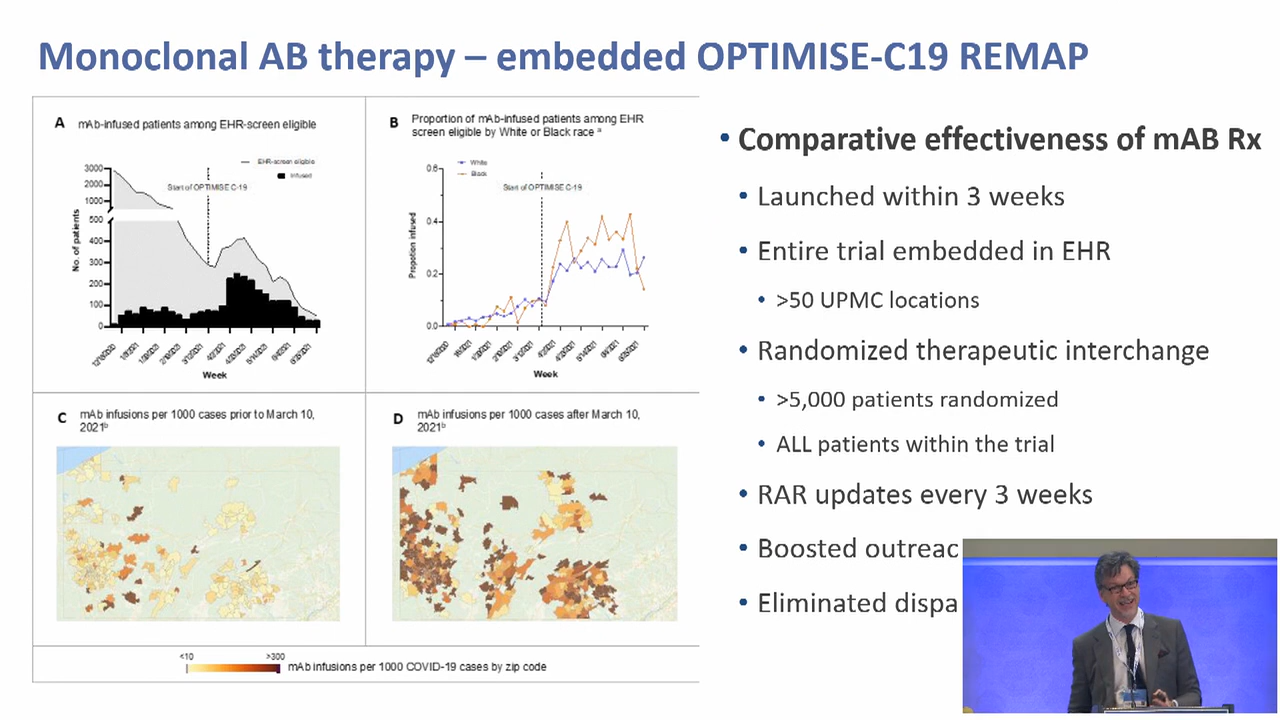 Monoclonal AB therapy – embedded OPTIMISE-C19 REMAP
A mAb-infused patients among EHR-screen eligible
EHR-screen eligible
Infused
Start of OPTIMISE C-19
3000
2000
1000
500
400
300
200
100
0
No. of patients
Week
B Proportion of mAb-infused patients among EHR
screen eligible by White or Black race a
White
Black
Start of OPTIMISE C-19
0.6
0.4
0.2
0.0
Propotion infused
Week
C mAb infusions per 1000 cases prior to March 10,
2021b
D mAb infusions per 1000 cases after March 10,
2021b
<10 >300 mAb infusions per 1000 COVID-19 cases by zip code
• Comparative effectiveness of mAB Rx
• Launched within 3 weeks
• Entire trial embedded in EHR
• >50 UPMC locations
• Randomized therapeutic interchange
• >5,000 patients randomized
• ALL patients within the trial
• RAR updates every 3 weeks
• Boosted outreac
• Eliminated dispa